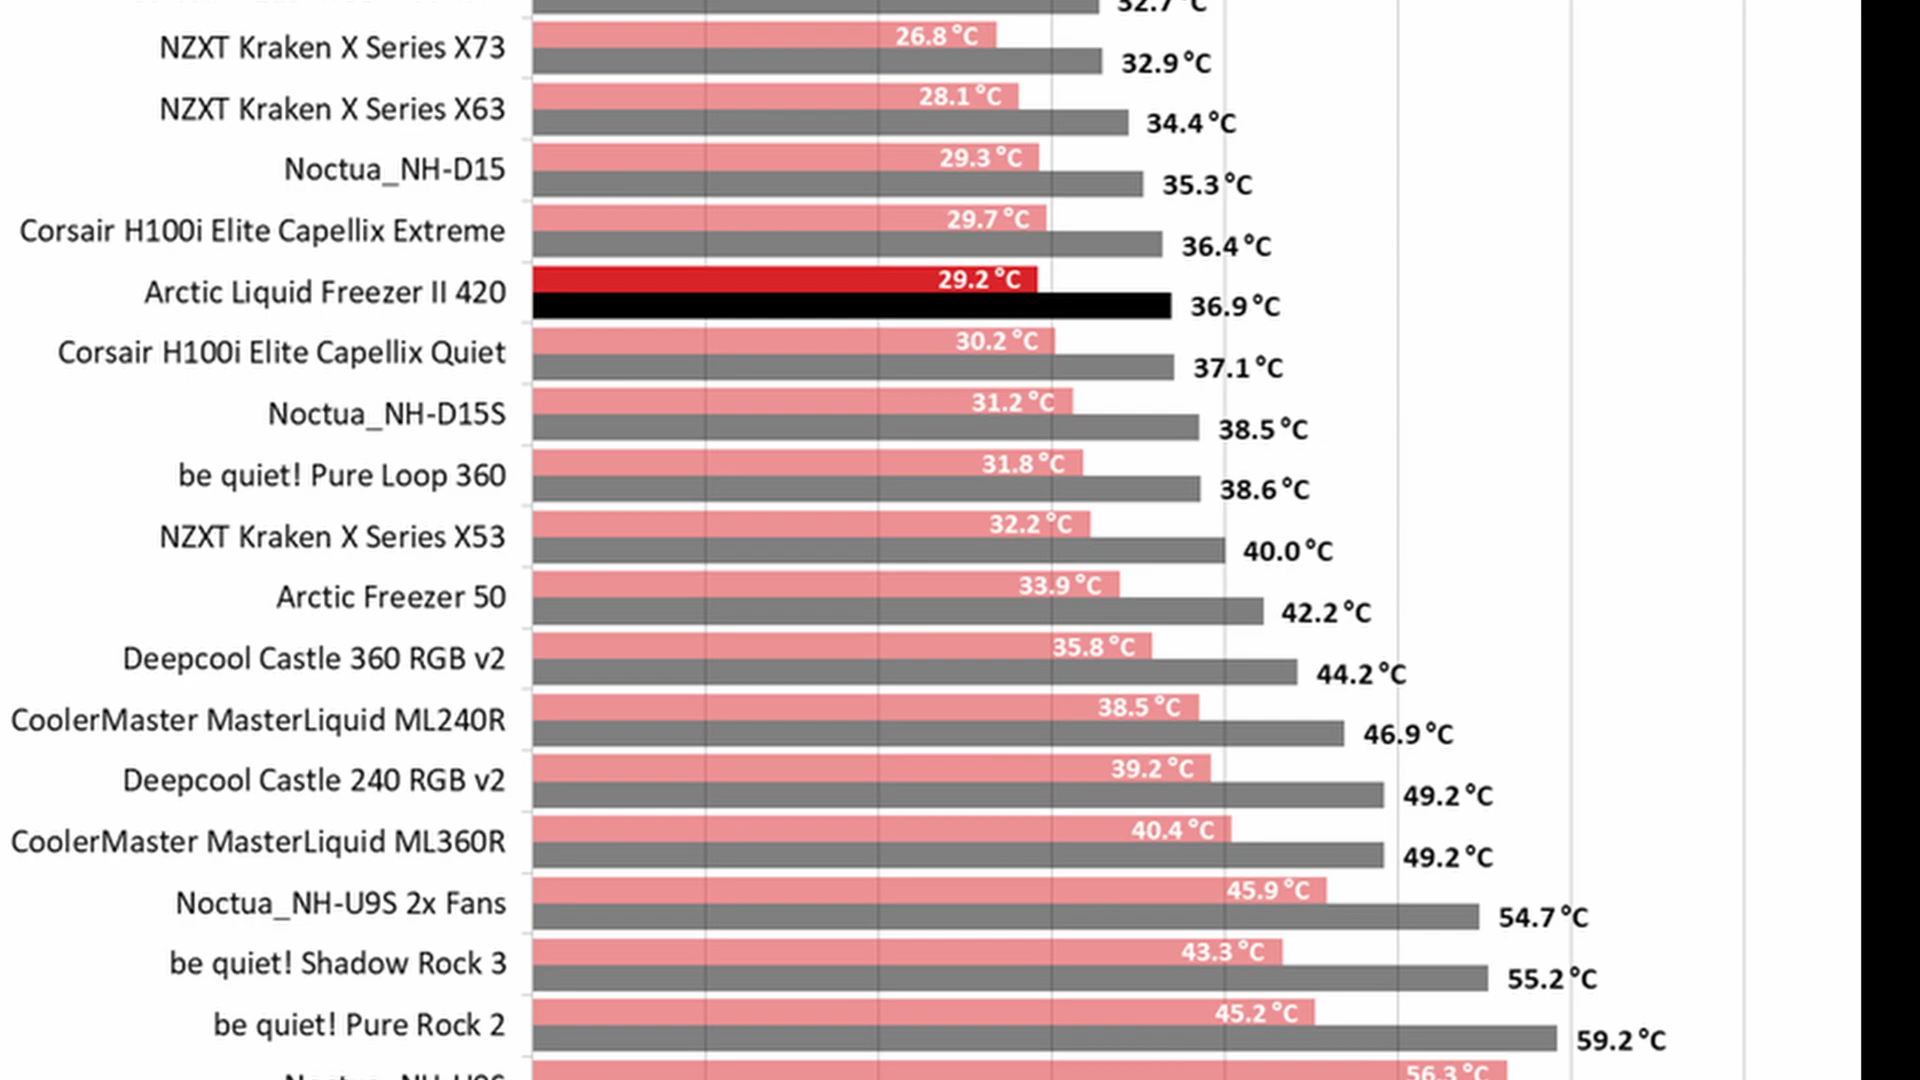 32.7 °C
NZXT Kraken X Series X73 26.8 °C 32.9 °C
NZXT Kraken X Series X63 28.1 °C 34.4 °C
Noctua_NH-D15 29.3 °C 35.3 °C
Corsair H100i Elite Capellix Extreme 29.7 °C 36.4 °C
Arctic Liquid Freezer II 420 29.2 °C 36.9 °C
Corsair H100i Elite Capellix Quiet 30.2 °C 37.1 °C
Noctua_NH-D15S 31.2 °C 38.5 °C
be quiet! Pure Loop 360 31.8 °C 38.6 °C
NZXT Kraken X Series X53 32.2 °C 40.0 °C
Arctic Freezer 50 33.9 °C 42.2 °C
Deepcool Castle 360 RGB v2 35.8 °C 44.2 °C
CoolerMaster MasterLiquid ML240R 38.5 °C 46.9 °C
Deepcool Castle 240 RGB v2 39.2 °C 49.2 °C
CoolerMaster MasterLiquid ML360R 40.4 °C 49.2 °C
Noctua_NH-U9S 2x Fans 45.9 °C 54.7 °C
be quiet! Shadow Rock 3 43.3 °C 55.2 °C
be quiet! Pure Rock 2 45.2 °C 59.2 °C
Noctua_NH-U9S 56.3 °C